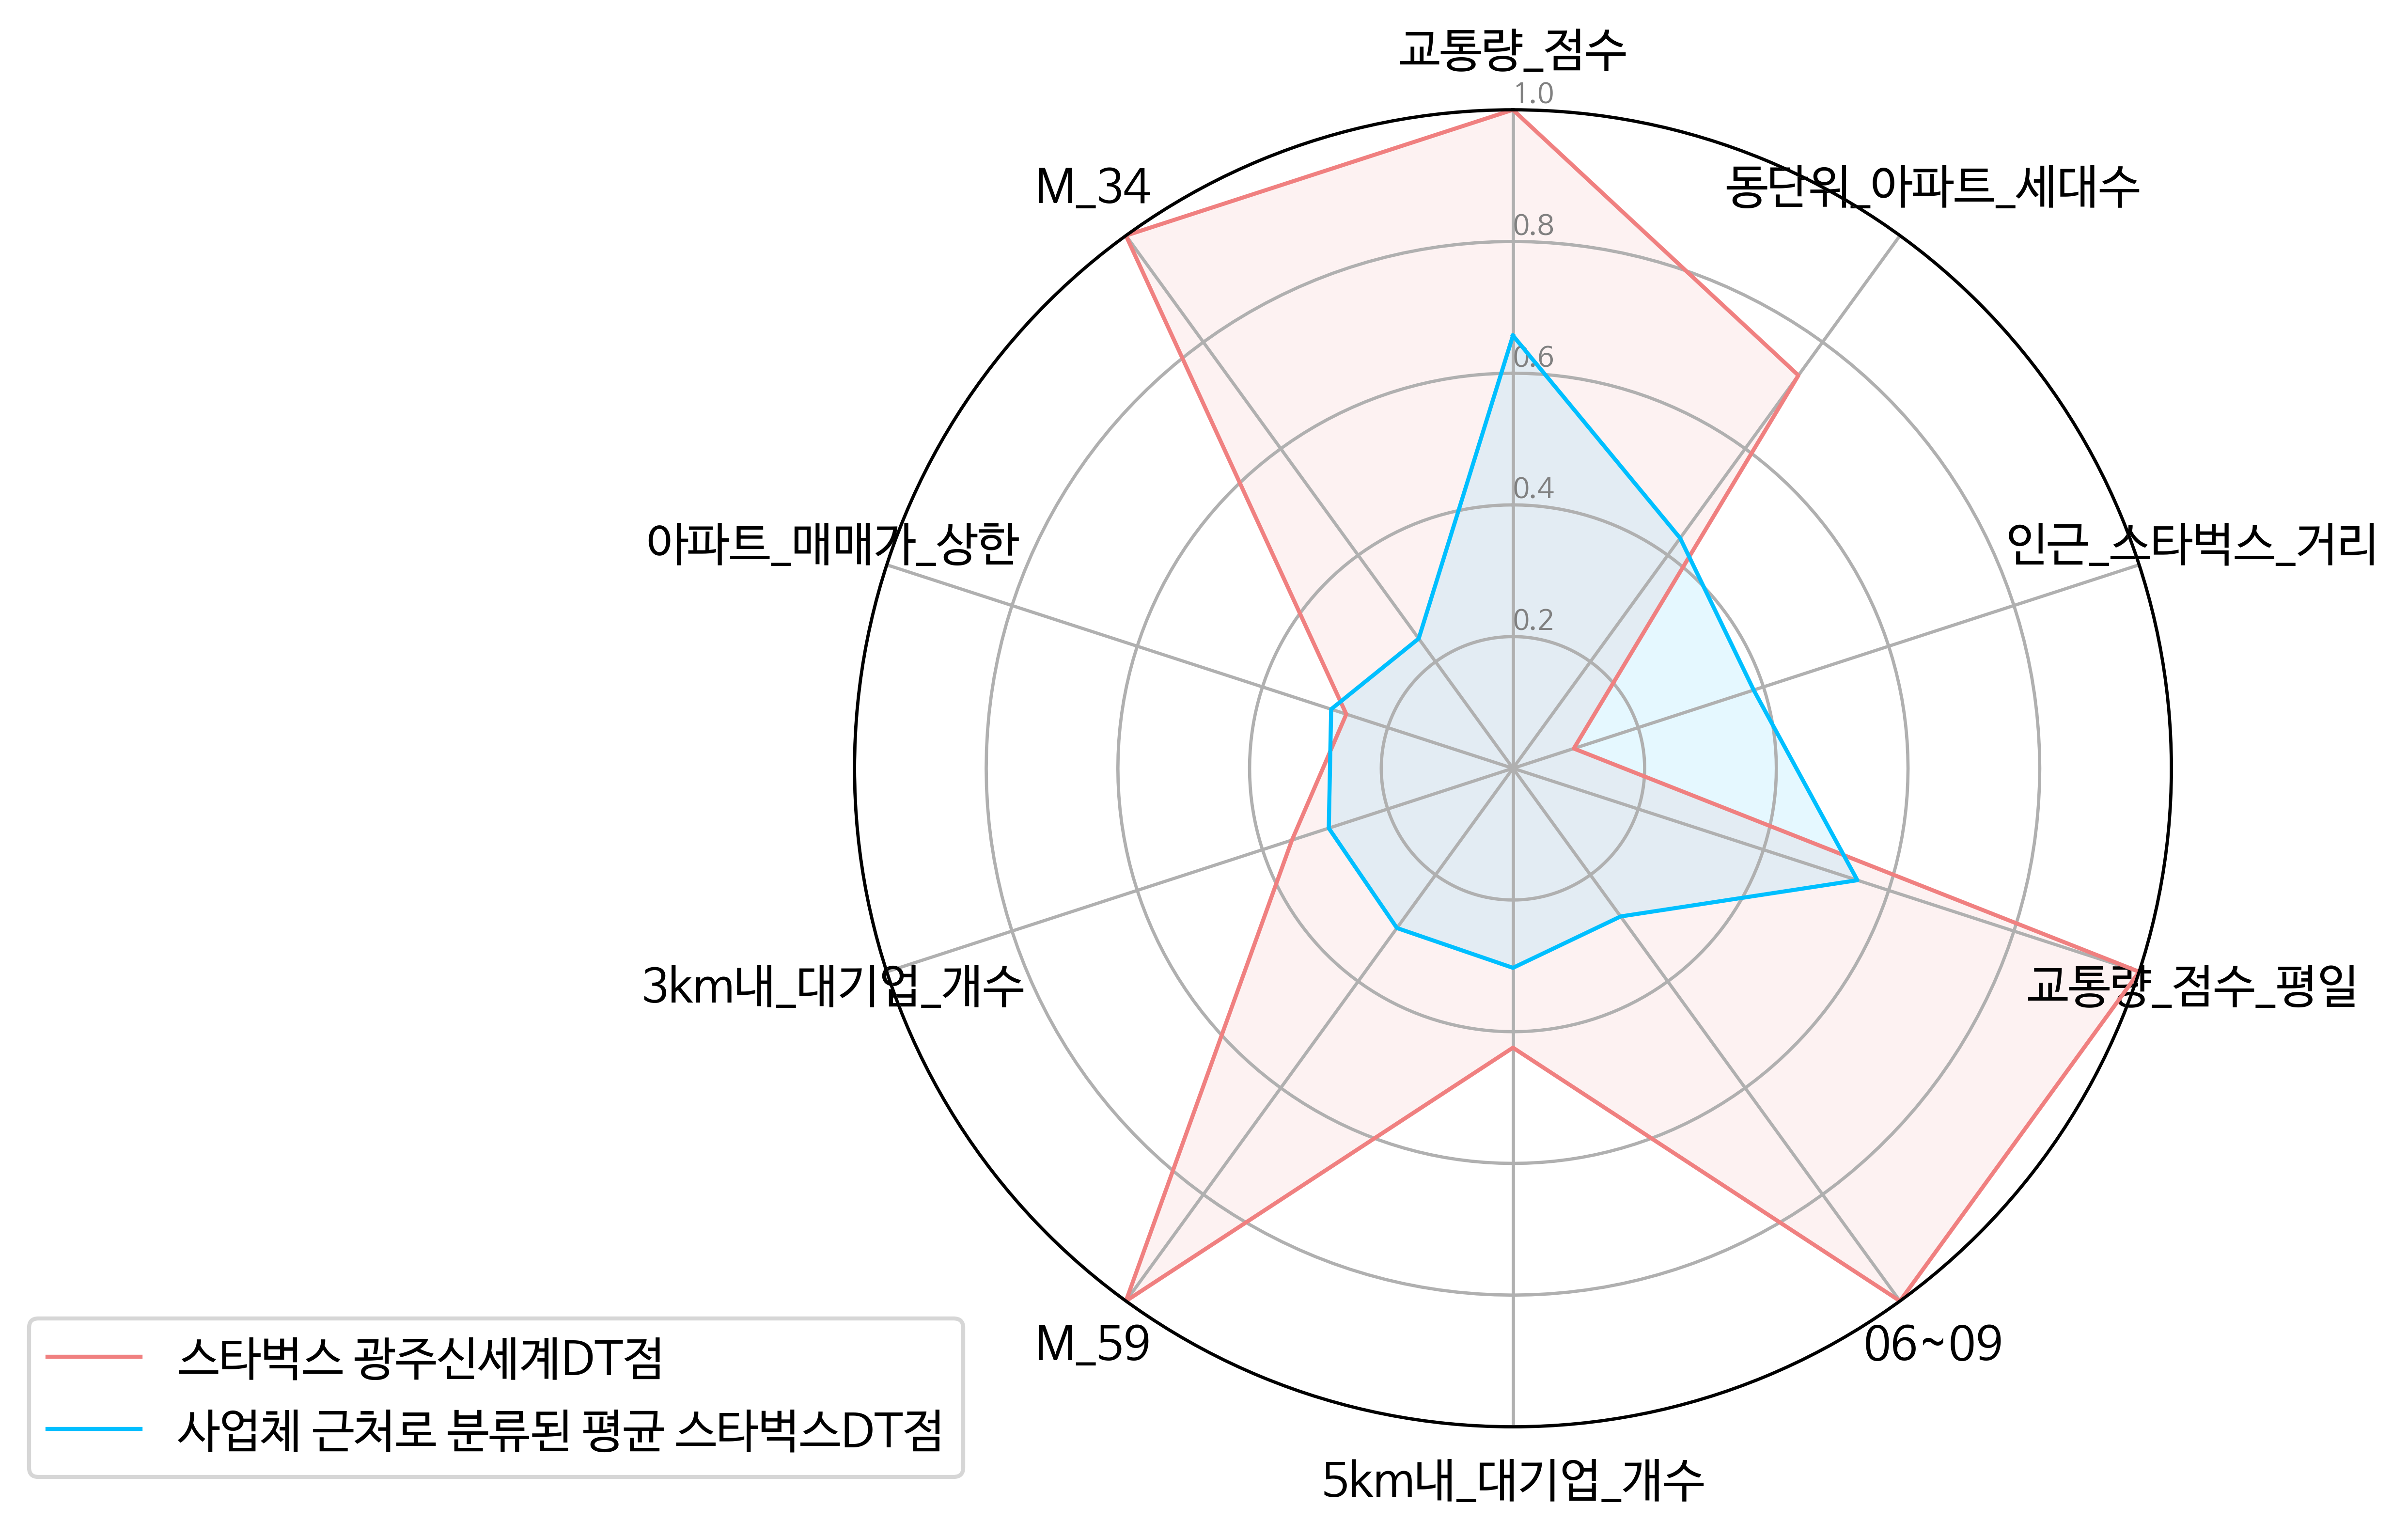 교통량_점수
1.0
M_34
동단위_아파트_세대수
0.8
0.6
0.4
아파트_매매가_상한
인근_스타벅스_거리
0.2
3km내_대기업_개수
교통량_점수_평일
M_59
06~09
5km내_대기업_개수
스타벅스 광주신세계DT점
사업체 근처로 분류된 평균 스타벅스DT점